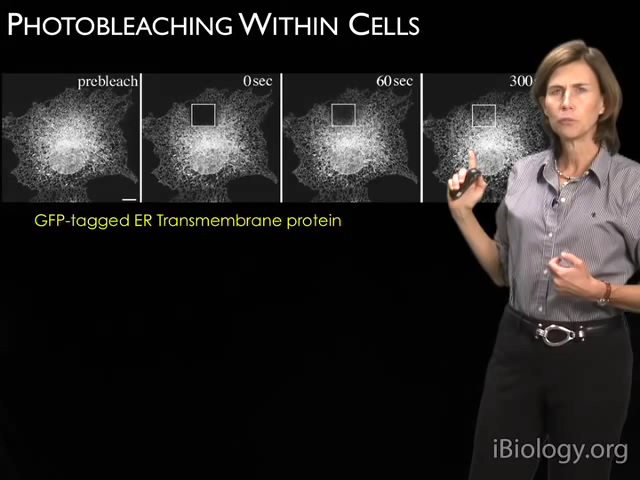 PHOTOBLEACHING WITHIN CELLS
prebleach 0 sec 60 sec 300
GFP-tagged ER Transmembrane protein
iBiology.org